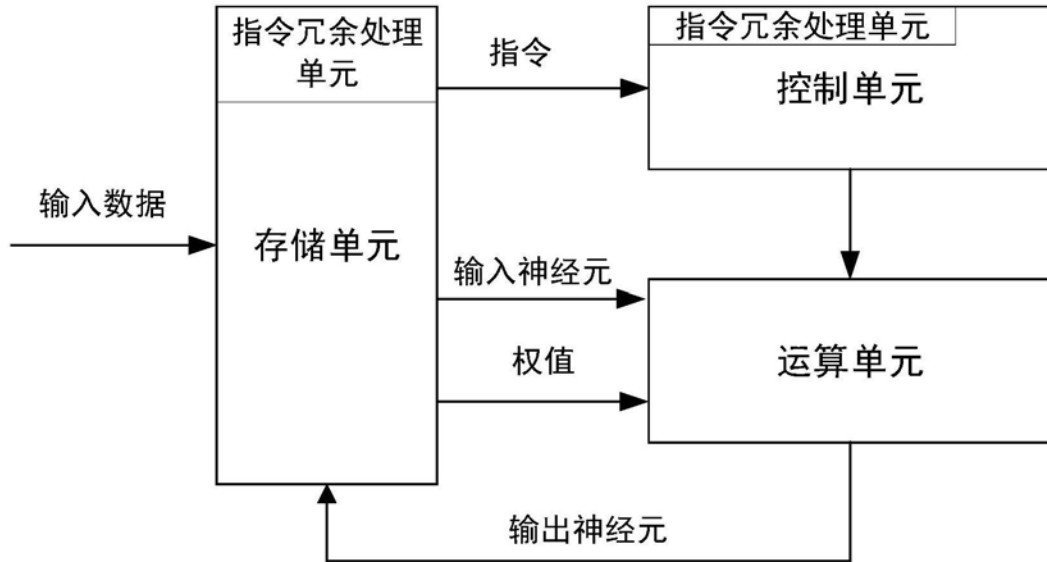 指令冗余处理
单元
指令
指令冗余处理单元
控制单元
输入数据
存储单元
输入神经元
权值
运算单元
输出神经元